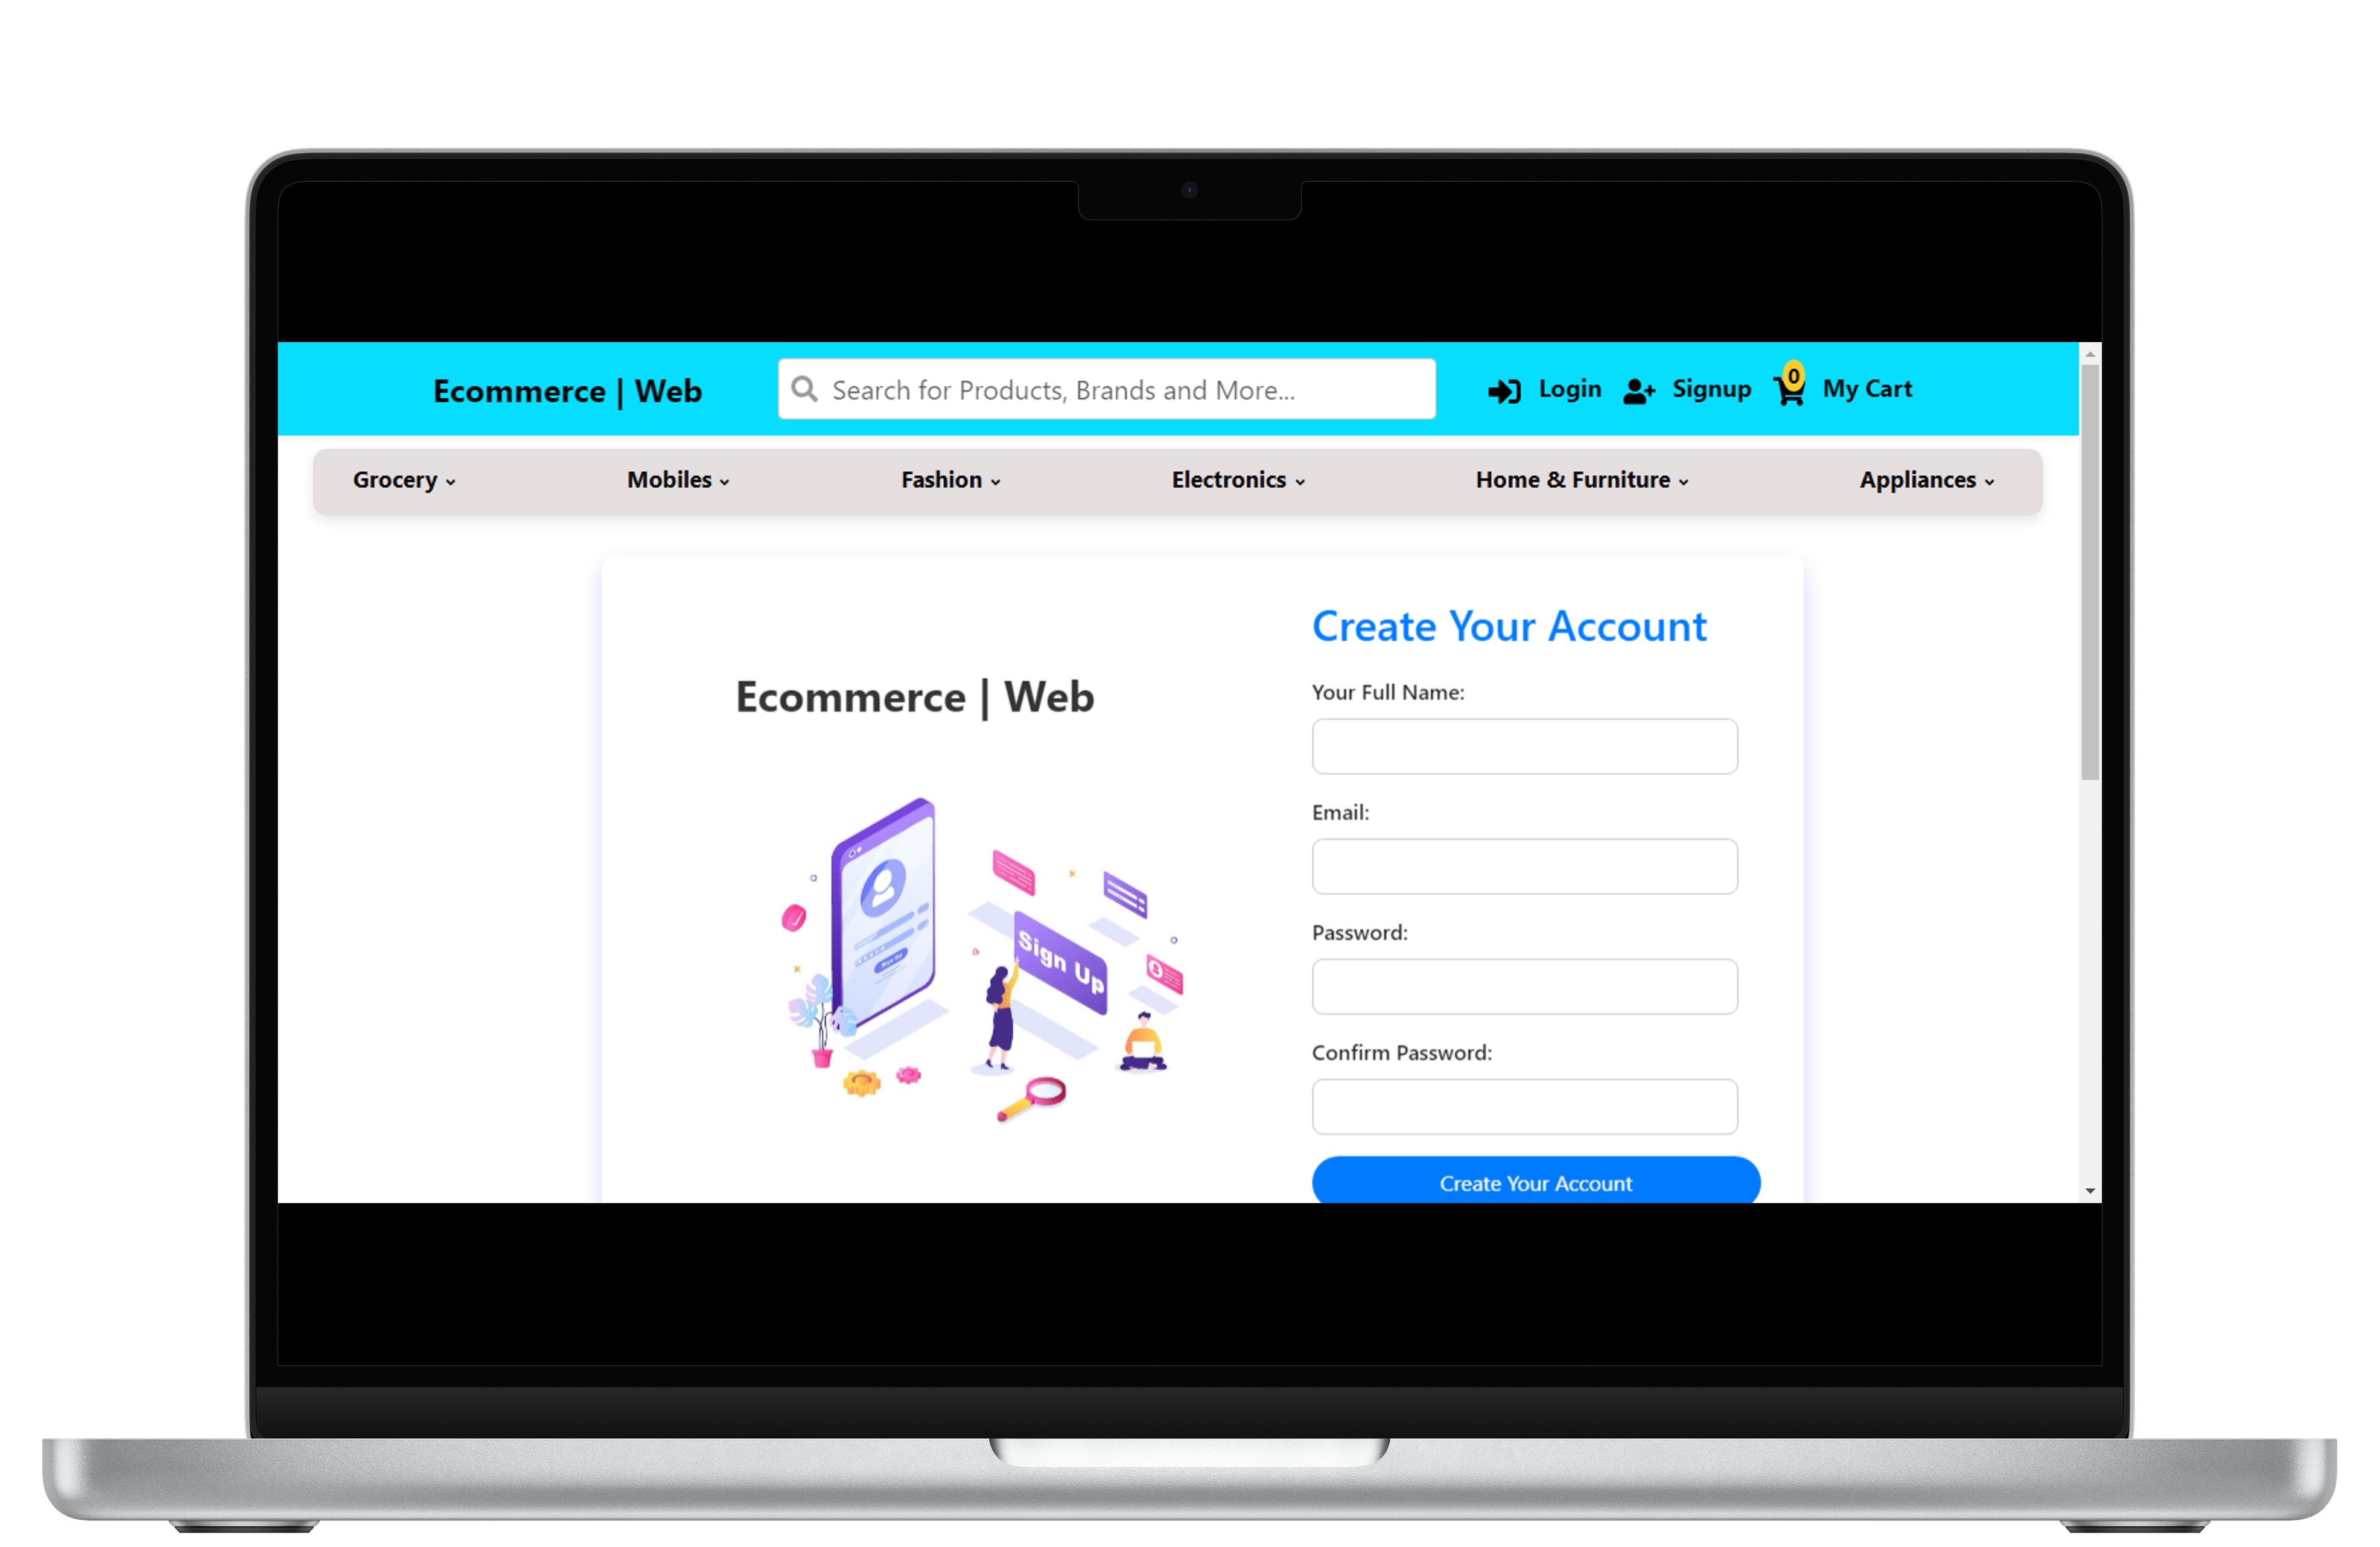 Ecommerce | Web
Search for Products, Brands and More...
Login
Signup
0
My Cart
Grocery
Mobiles
Fashion
Electronics
Home & Furniture
Appliances
Ecommerce | Web
Sign Up
Create Your Account
Your Full Name:
Email:
Password:
Confirm Password:
Create Your Account